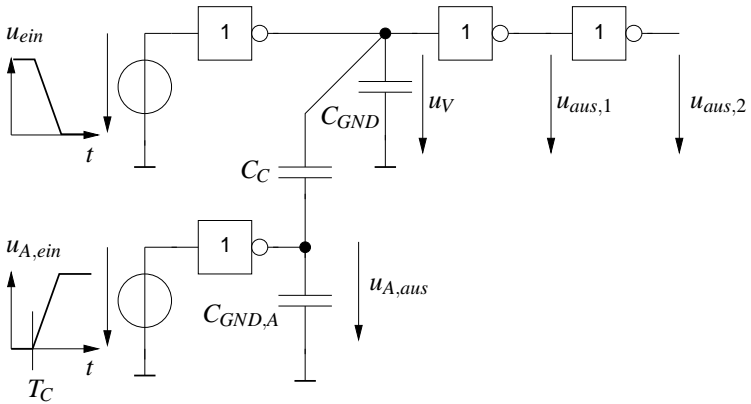 u_ein
1
1
1
C_GND
u_V
u_aus,1
u_aus,2
t
C_C
u_A,ein
1
u_A,aus
C_GND,A
t
T_C